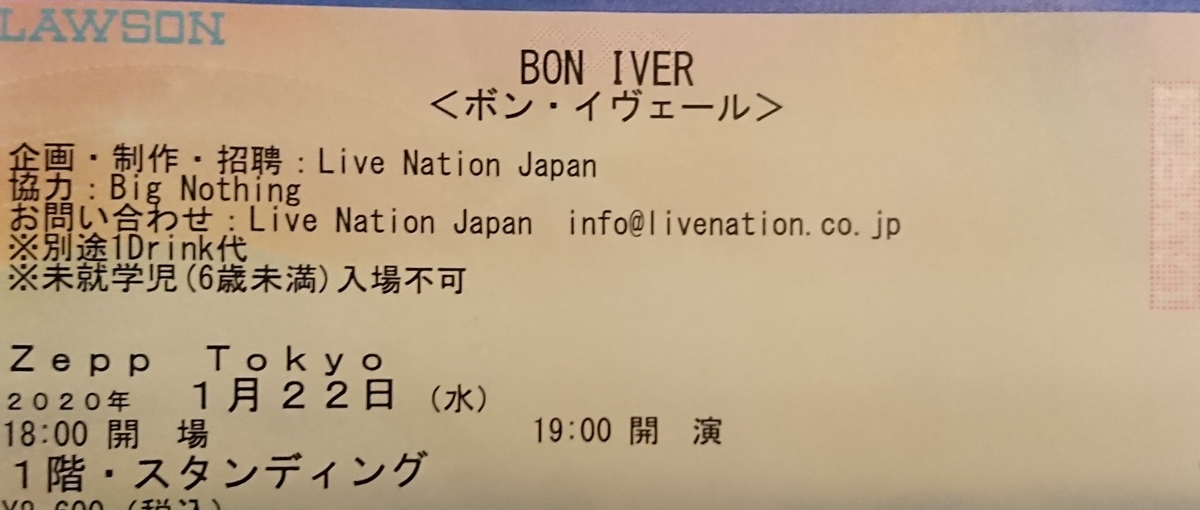 LAWSON
BON IVER
＜ボン・イヴェール＞
企画・制作・招聘：Live Nation Japan
協力：Big Nothing
お問い合わせ：Live Nation Japan　info@livenation.co.jp
※別途1Drink代
※未就学児(6歳未満)入場不可
Ｚｅｐｐ　Ｔｏｋｙｏ
２０２０年　１月２２日（水）
18:00 開　場　　　19:00 開　演
１階・スタンディング